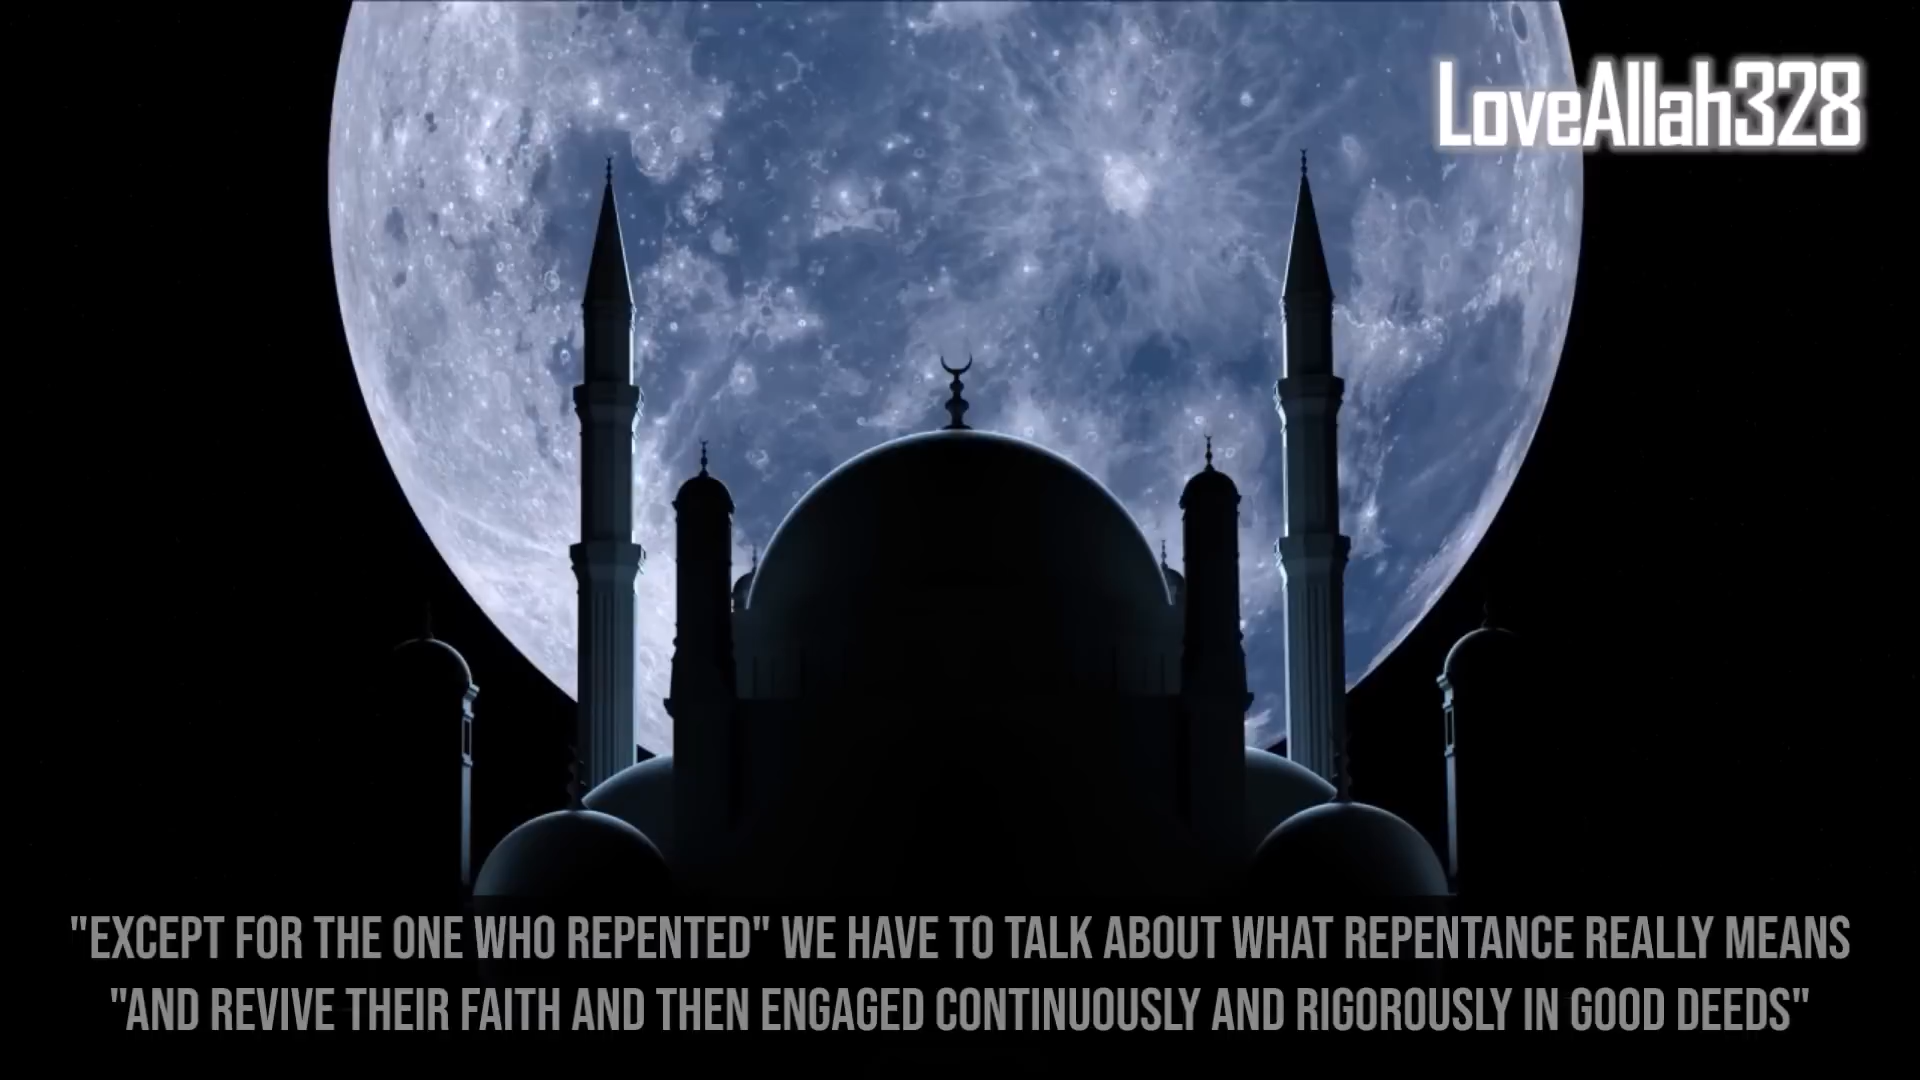 LoveAllah328
"EXCEPT FOR THE ONE WHO REPENTED" WE HAVE TO TALK ABOUT WHAT REPENTANCE REALLY MEANS
"AND REVIVE THEIR FAITH AND THEN ENGAGED CONTINUOUSLY AND RIGOROUSLY IN GOOD DEEDS"